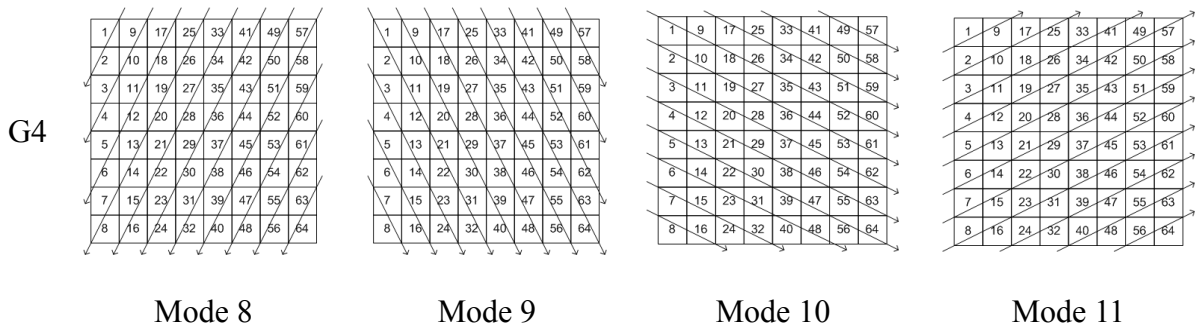 1 9 17 25 33 41 49 57 1 9 17 25 33 41 49 57 1 9 17 25 33 41 49 57 1 9 17 25 33 41 49 57
2 10 18 26 34 42 50 58 2 10 18 26 34 42 50 58 2 10 18 26 34 42 50 58 2 10 18 26 34 42 50 58
3 11 19 27 35 43 51 59 3 11 19 27 35 43 51 59 3 11 19 27 35 43 51 59 3 11 19 27 35 43 51 59
G4 4 12 20 28 36 44 52 60 4 12 20 28 36 44 52 60 4 12 20 28 36 44 52 60 4 12 20 28 36 44 52 60
5 13 21 29 37 45 53 61 5 13 21 29 37 45 53 61 5 13 21 29 37 45 53 61 5 13 21 29 37 45 53 61
6 14 22 30 38 46 54 62 6 14 22 30 38 46 54 62 6 14 22 30 38 46 54 62 6 14 22 30 38 46 54 62
7 15 23 31 39 47 55 63 7 15 23 31 39 47 55 63 7 15 23 31 39 47 55 63 7 15 23 31 39 47 55 63
8 16 24 32 40 48 56 64 8 16 24 32 40 48 56 64 8 16 24 32 40 48 56 64 8 16 24 32 40 48 56 64
Mode 8 Mode 9 Mode 10 Mode 11